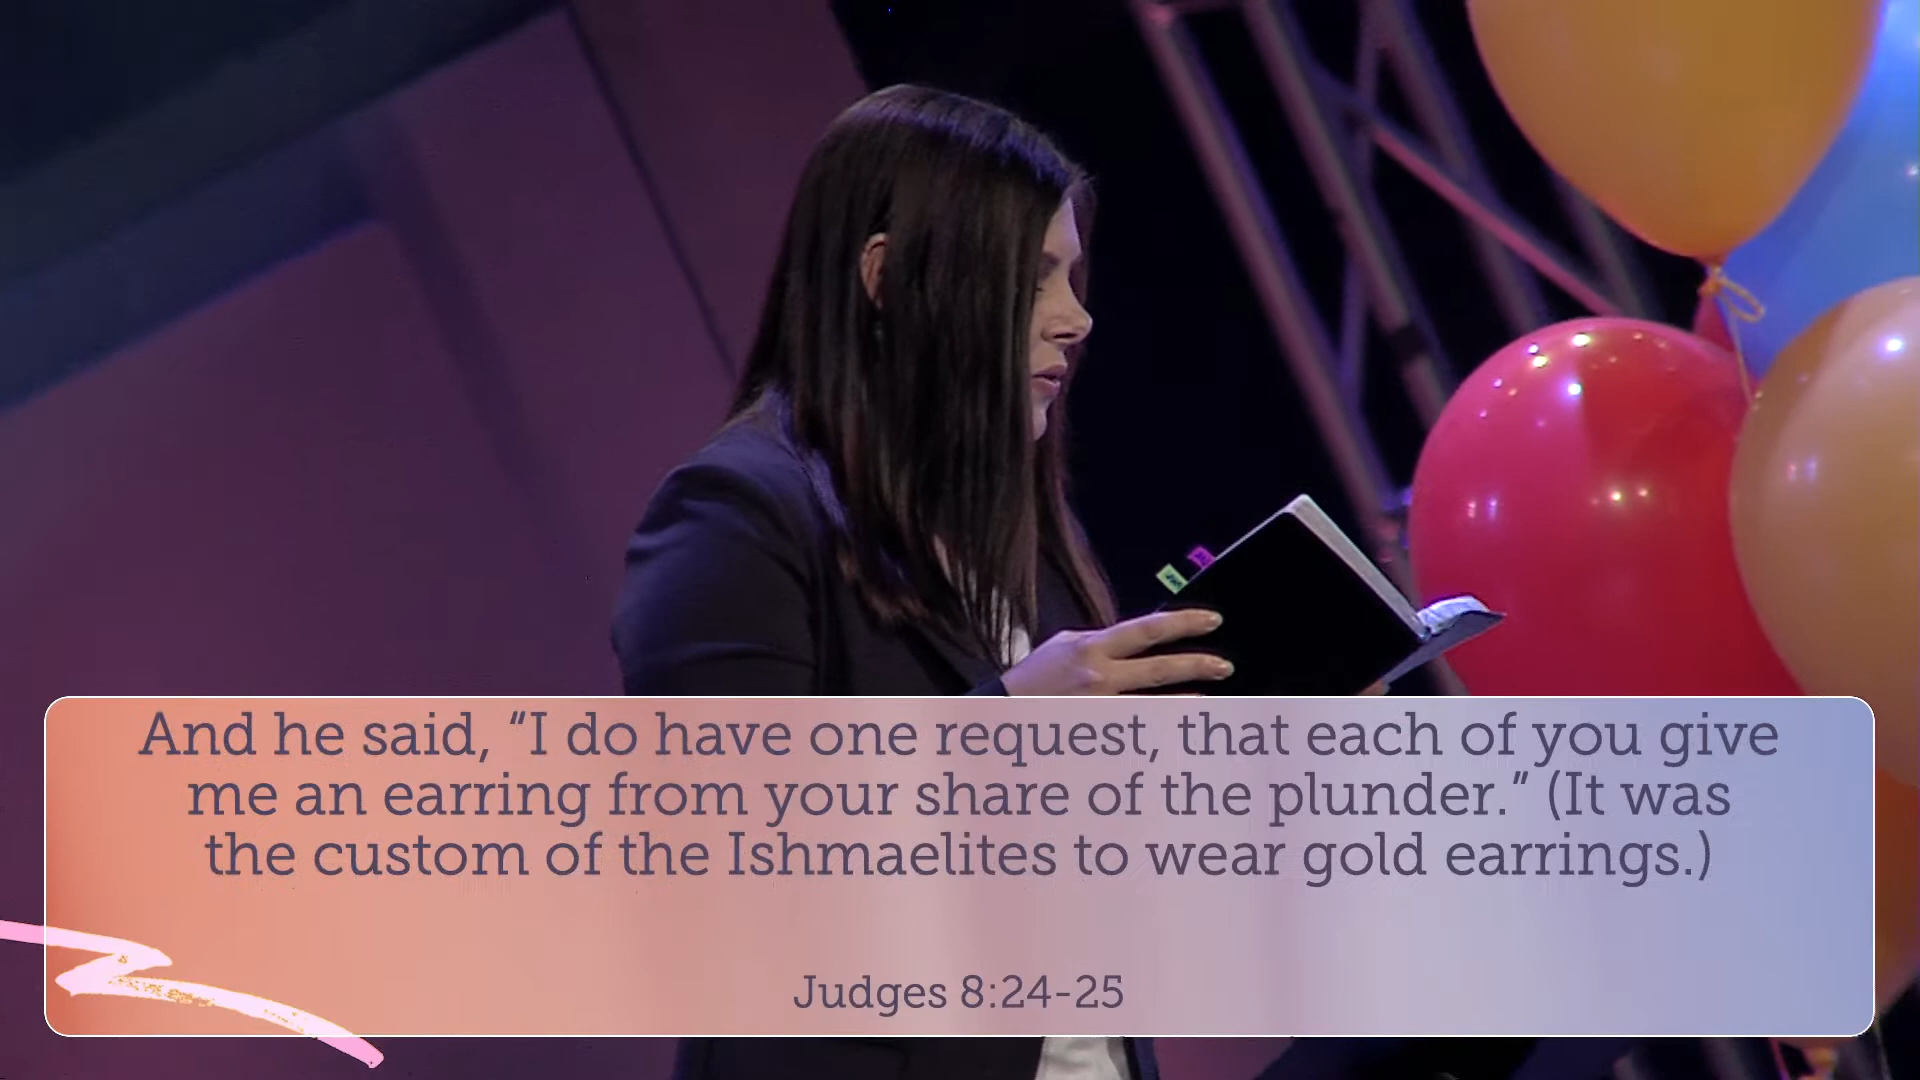 And he said, “I do have one request, that each of you give
me an earring from your share of the plunder.” (It was
the custom of the Ishmaelites to wear gold earrings.)
Judges 8:24-25